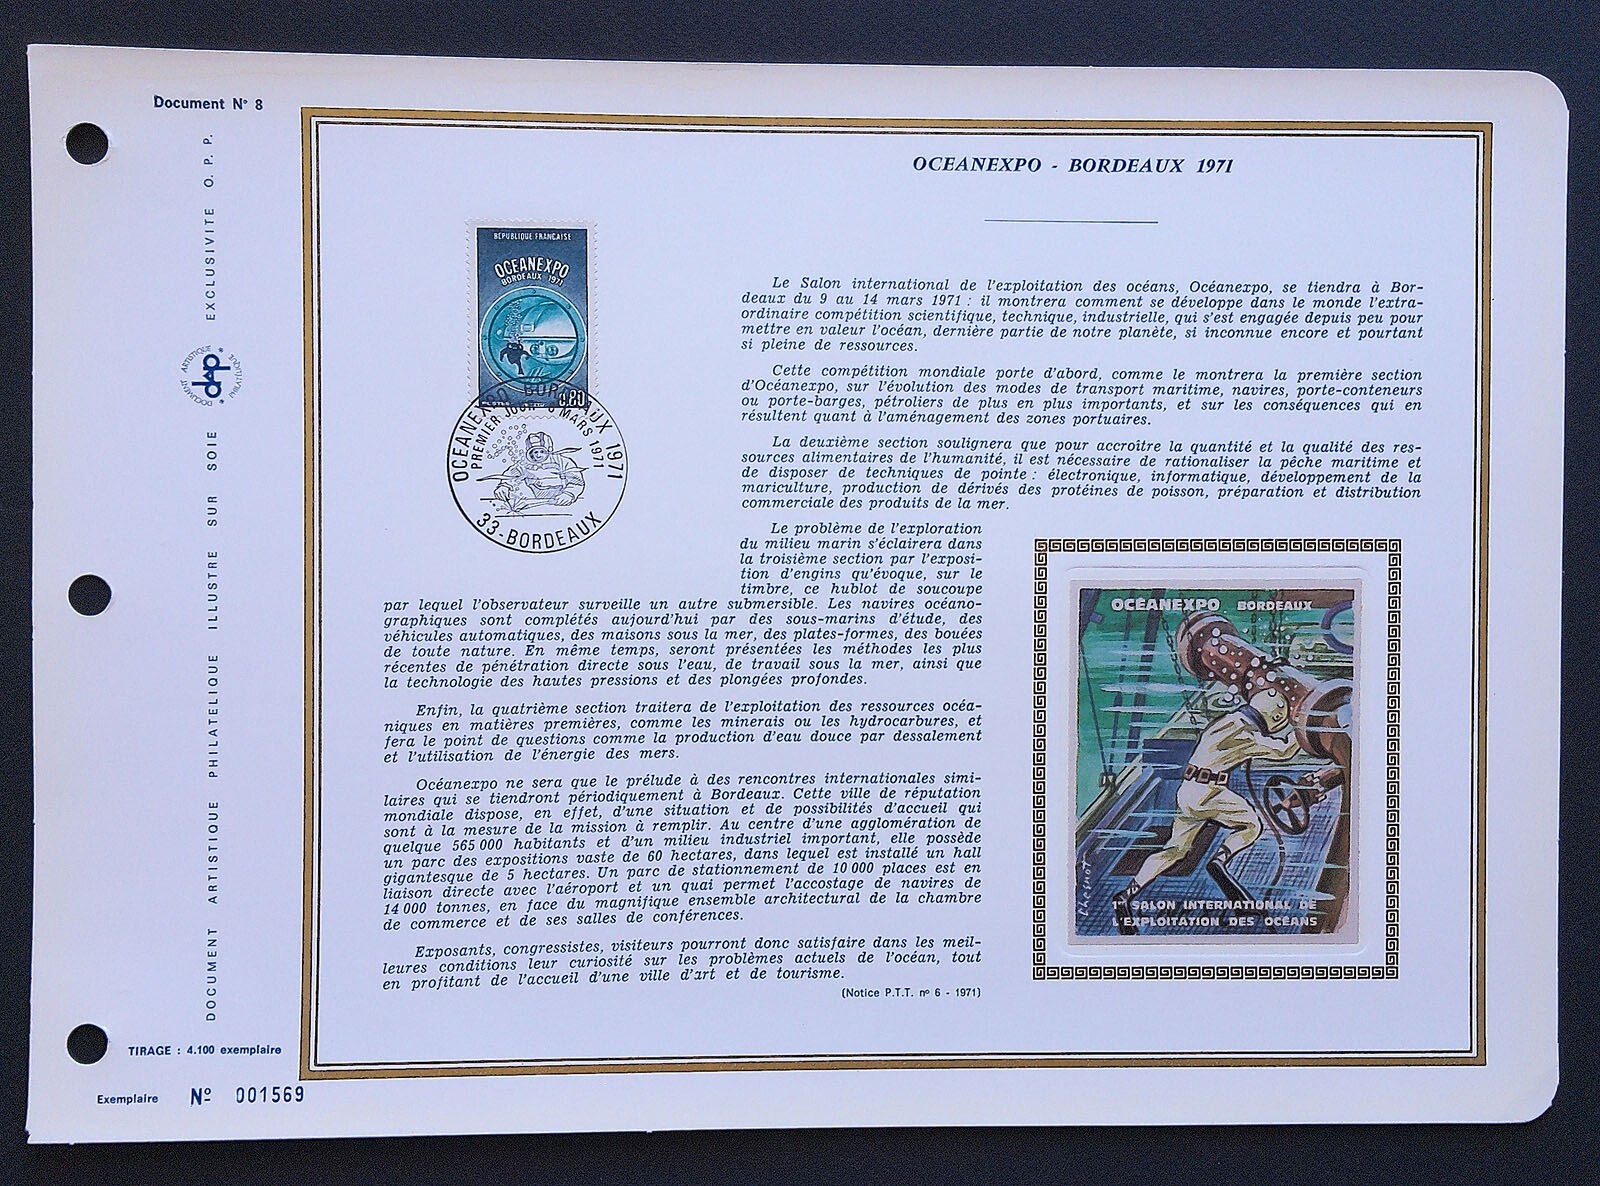 Document N° 8
DOCUMENT ARTISTIQUE PHILATELIQUE ILLUSTRE SUR SOIE EXCLUSIVITE O. P. P.
DOCUMENT ARTISTIQUE
dap
TIRAGE : 4.100 exemplaire
Exemplaire Nº 001569
OCEANEXPO - BORDEAUX 1971
REPUBLIQUE FRANÇAISE
OCEANEXPO
BORDEAUX 1971
0,80
OCEANEXPO BORDEAUX 1971
PREMIER JOUR 6 MARS 1971
33-BORDEAUX
Le Salon international de l'exploitation des océans, Océanexpo, se tiendra à Bor-
deaux du 9 au 14 mars 1971 : il montrera comment se développe dans le monde l'extra-
ordinaire compétition scientifique, technique, industrielle, qui s'est engagée depuis peu pour
mettre en valeur l'océan, dernière partie de notre planète, si inconnue encore et pourtant
si pleine de ressources.
Cette compétition mondiale porte d'abord, comme le montrera la première section
d'Océanexpo, sur l'évolution des modes de transport maritime, navires, porte-conteneurs
ou porte-barges, pétroliers de plus en plus importants, et sur les conséquences qui en
résultent quant à l'aménagement des zones portuaires.
La deuxième section soulignera que pour accroître la quantité et la qualité des res-
sources alimentaires de l'humanité, il est nécessaire de rationaliser la pêche maritime et
de disposer de techniques de pointe : électronique, informatique, développement de la
mariculture, production de dérivés des protéines de poisson, préparation et distribution
commerciale des produits de la mer.
Le problème de l'exploration
du milieu marin s'éclairera dans
la troisième section par l'exposi-
tion d'engins qu'évoque, sur le
timbre, ce hublot de soucoupe
par lequel l'observateur surveille un autre submersible. Les navires océano-
graphiques sont complétés aujourd'hui par des sous-marins d'étude, des
véhicules automatiques, des maisons sous la mer, des plates-formes, des bouées
de toute nature. En même temps, seront présentées les méthodes les plus
récentes de pénétration directe sous l'eau, de travail sous la mer, ainsi que
la technologie des hautes pressions et des plongées profondes.
Enfin, la quatrième section traitera de l'exploitation des ressources océa-
niques en matières premières, comme les minerais ou les hydrocarbures, et
fera le point de questions comme la production d'eau douce par dessalement
et l'utilisation de l'énergie des mers.
Océanexpo ne sera que le prélude à des rencontres internationales simi-
laires qui se tiendront périodiquement à Bordeaux. Cette ville de réputation
mondiale dispose, en effet, d'une situation et de possibilités d'accueil qui
sont à la mesure de la mission à remplir. Au centre d'une agglomération de
quelque 565 000 habitants et d'un milieu industriel important, elle possède
un parc des expositions vaste de 60 hectares, dans lequel est installé un hall
gigantesque de 5 hectares. Un parc de stationnement de 10 000 places est en
liaison directe avec l'aéroport et un quai permet l'accostage de navires de
14 000 tonnes, en face du magnifique ensemble architectural de la chambre
de commerce et de ses salles de conférences.
Exposants, congressistes, visiteurs pourront donc satisfaire dans les meil-
leures conditions leur curiosité sur les problèmes actuels de l'océan, tout
en profitant de l'accueil d'une ville d'art et de tourisme.
(Notice P.T.T. nº 6 - 1971)
OCÉANEXPO BORDEAUX
Chesnot
1er SALON INTERNATIONAL DE
L'EXPLOITATION DES OCÉANS